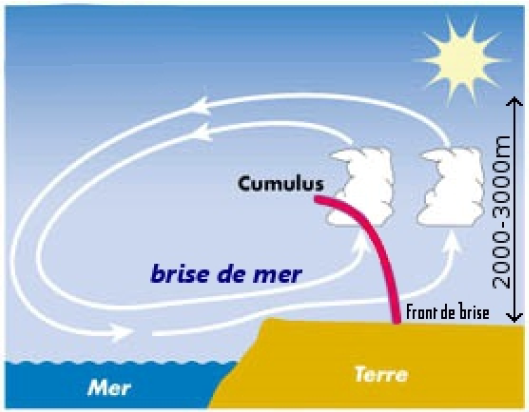 Cumulus
2000-3000m
brise de mer
Front de brise
Terre
Mer